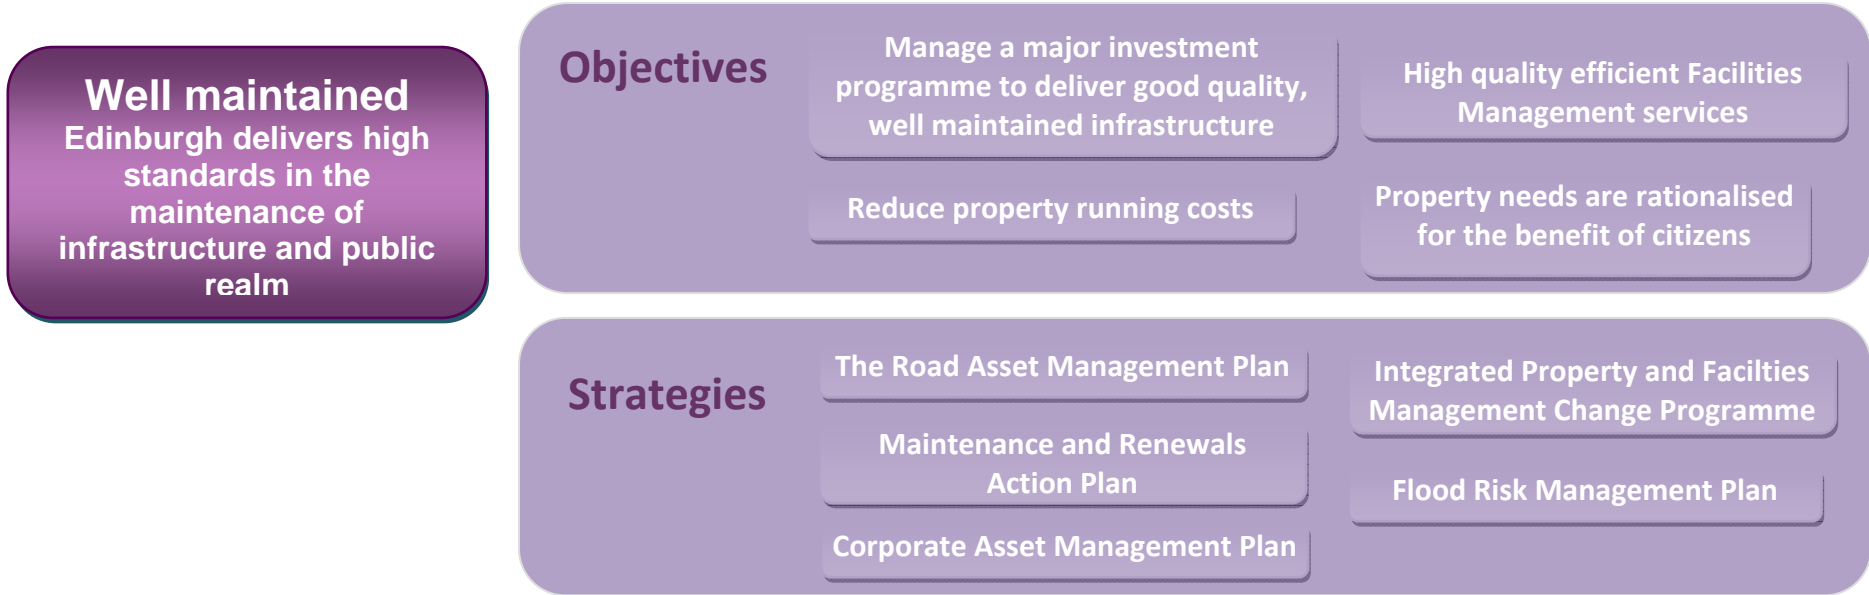 Well maintained
Edinburgh delivers high
standards in the
maintenance of
infrastructure and public
realm
Objectives
Manage a major investment
programme to deliver good quality,
well maintained infrastructure
High quality efficient Facilities
Management services
Reduce property running costs
Property needs are rationalised
for the benefit of citizens
Strategies
The Road Asset Management Plan
Integrated Property and Facilties
Management Change Programme
Maintenance and Renewals
Action Plan
Flood Risk Management Plan
Corporate Asset Management Plan